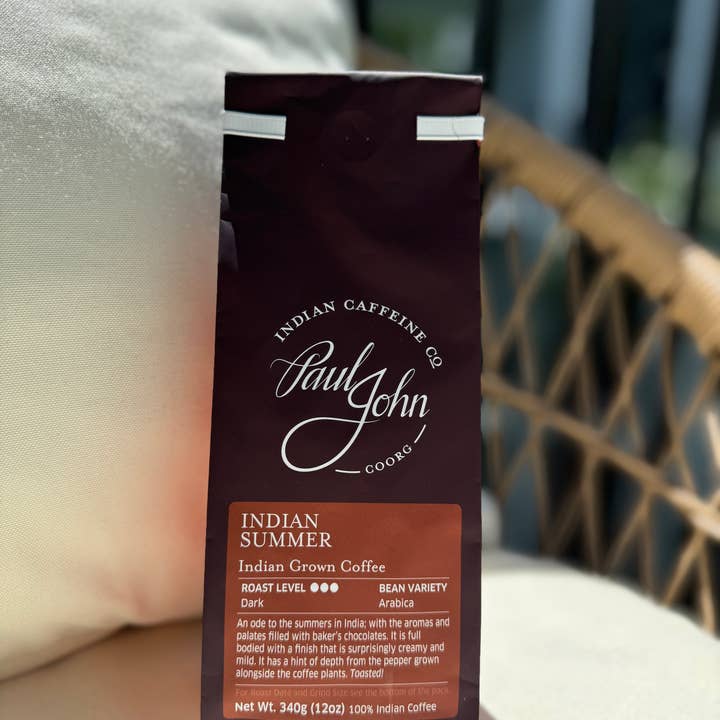 INDIAN CAFFEINE CO
Paul John
COORG
INDIAN
SUMMER
Indian Grown Coffee
ROAST LEVEL BEAN VARIETY
Dark Arabica
An ode to the summers in India; with the aromas and
palates filled with baker's chocolates. It is full
bodied with a finish that is surprisingly creamy and
mild. It has a hint of depth from the pepper grown
alongside the coffee plants. Toasted!
For Roast Date and Grind Size see the bottom of the pack.
Net Wt. 340g (12oz) 100% Indian Coffee